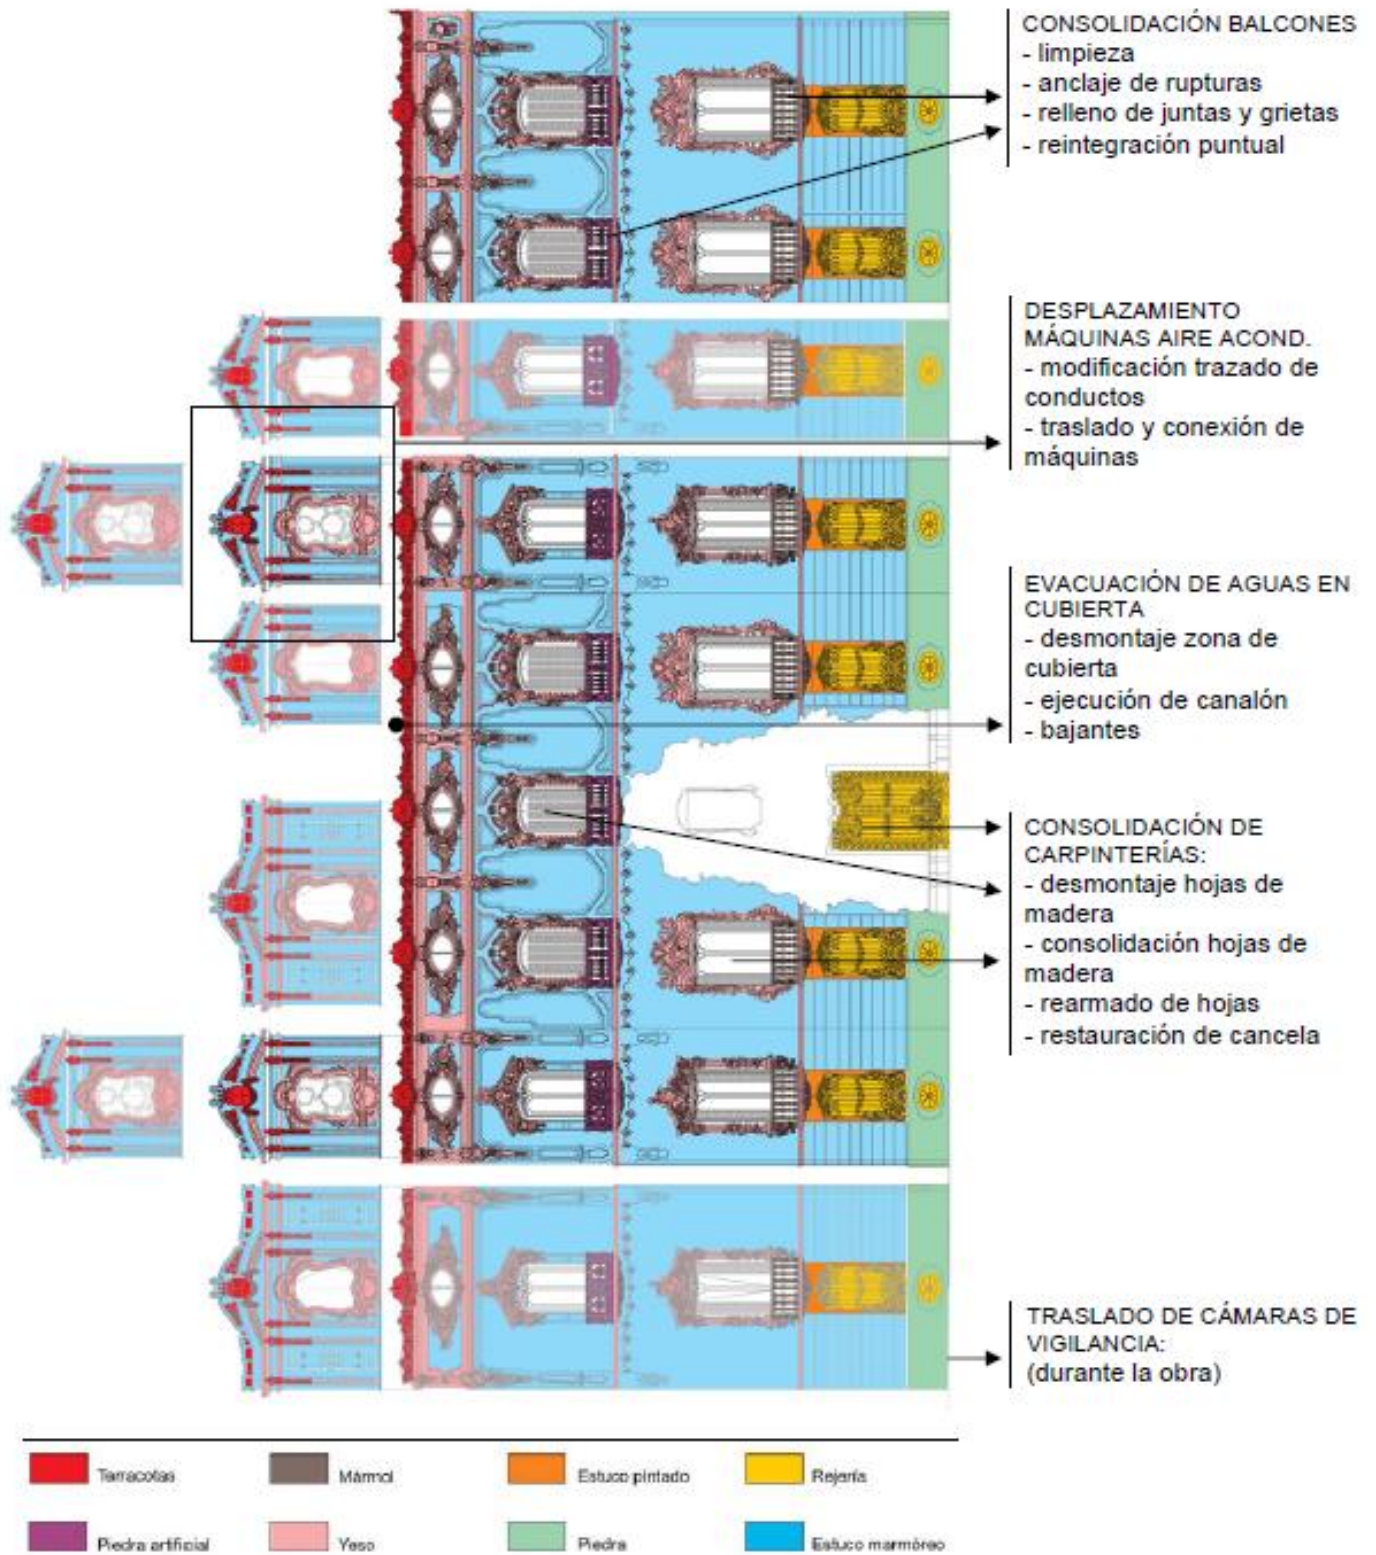 CONSOLIDACIÓN BALCONES
- limpieza
- anclaje de rupturas
- relleno de juntas y grietas
- reintegración puntual
DESPLAZAMIENTO
MÁQUINAS AIRE ACOND.
- modificación trazado de
conductos
- traslado y conexión de
máquinas
EVACUACIÓN DE AGUAS EN
CUBIERTA
- desmontaje zona de
cubierta
- ejecución de canalón
- bajantes
CONSOLIDACIÓN DE
CARPINTERÍAS:
- desmontaje hojas de
madera
- consolidación hojas de
madera
- rearmado de hojas
- restauración de cancela
TRASLADO DE CÁMARAS DE
VIGILANCIA:
(durante la obra)
Terracotas
Mármol
Estuco pintado
Rejería
Piedra artificial
Yeso
Piedra
Estuco marmóreo